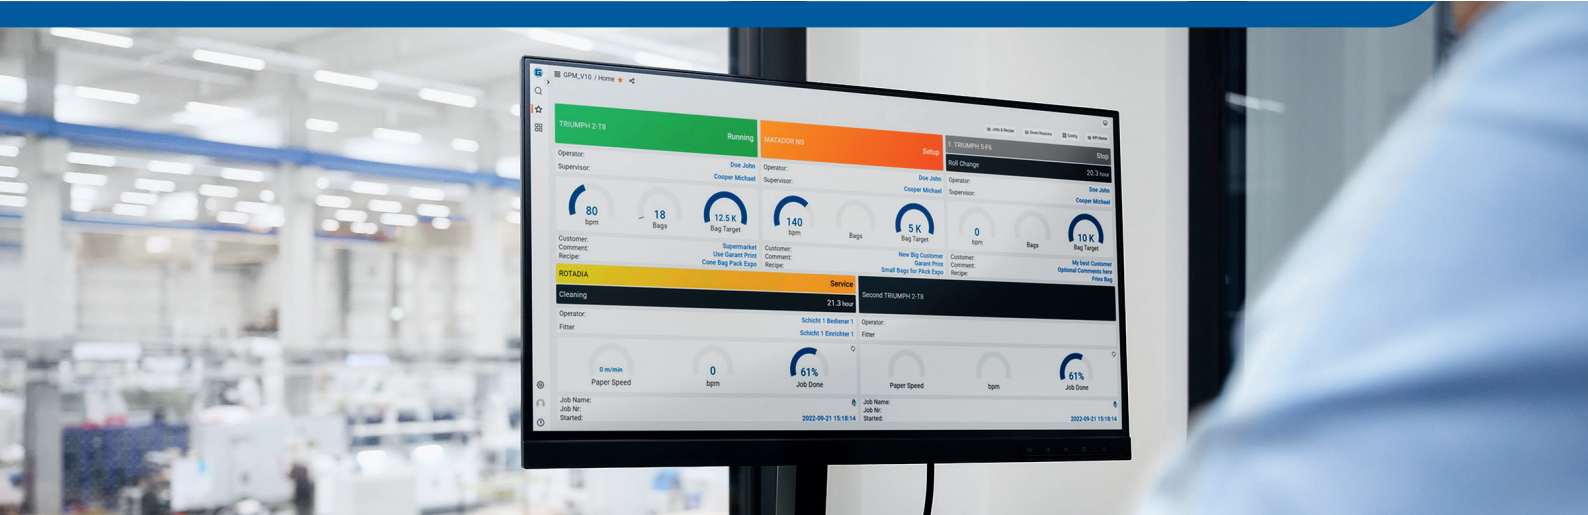 GPM_V10 / Home
Jobs & Recipe
Down Reasons
Config
KPI Home
TRIUMPH 2-T8
Running
Operator:
Doe John
Supervisor:
Cooper Michael
80
bpm
18
Bags
12.5 K
Bag Target
Customer:
Supermarket
Comment:
Use Garant Print
Recipe:
Cone Bag Pack Expo
MATADOR NG
Setup
Operator:
Doe John
Supervisor:
Cooper Michael
140
bpm
Bags
5 K
Bag Target
Customer:
New Big Customer
Comment:
Garant Print
Recipe:
Small Bags for PAck Expo
1. TRIUMPH 5-F6
Stop
Roll Change
20.3 hour
Operator:
Doe John
Supervisor:
Cooper Michael
0
bpm
Bags
10 K
Bag Target
Customer:
My best Customer
Comment:
Optional Comments here
Recipe:
Fries Bag
ROTADIA
Service
Cleaning
21.3 hour
Operator:
Schicht 1 Bediener 1
Fitter
Schicht 1 Einrichter 1
0 m/min
Paper Speed
0
bpm
61%
Job Done
Job Name:
Job Nr:
Started:
2022-09-21 15:18:14
Second TRIUMPH 2-T8
Operator:
Fitter
Paper Speed
bpm
61%
Job Done
Job Name:
Job Nr:
Started:
2022-09-21 15:18:14